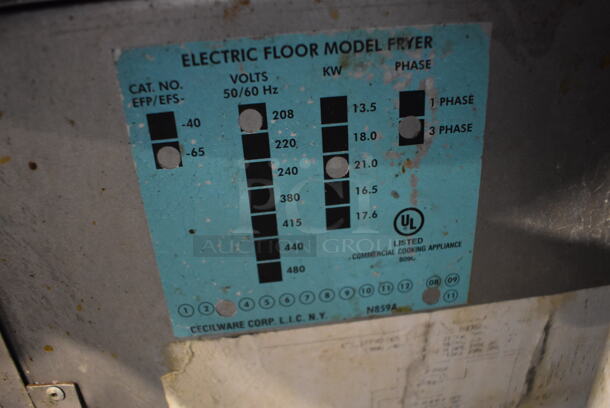 ELECTRIC FLOOR MODEL FRYER
CAT. NO.
EFP/EFS-
-40
-65
VOLTS
50/60 Hz
208
220
240
380
415
440
480
KW
13.5
18.0
21.0
16.5
17.6
PHASE
1 PHASE
3 PHASE
UL
LISTED
COMMERCIAL COOKING APPLIANCE
PCI
AUCTION GROUP
1 2 4 5 6 7 8 9 10 11 12 08 09
11
CECILWARE CORP. L.I.C. N.Y. N859A